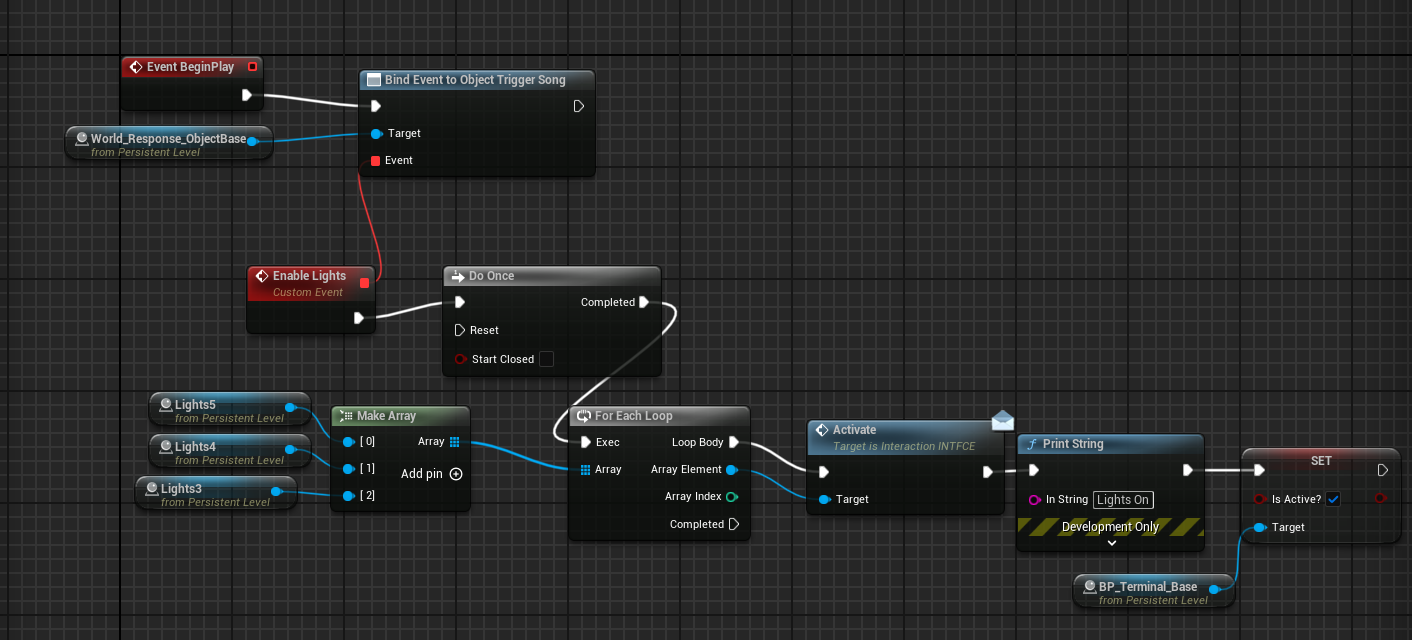 Event BeginPlay
Bind Event to Object Trigger Song
World_Response_ObjectBase
from Persistent Level
Target
Event
Enable Lights
Custom Event
Do Once
Completed
Reset
Start Closed
Lights5
from Persistent Level
Lights4
from Persistent Level
Lights3
from Persistent Level
Make Array
[ 0]
Array
[ 1]
Add pin
[ 2]
For Each Loop
Exec
Loop Body
Array
Array Element
Array Index
Completed
Activate
Target is Interaction INTFCE
Target
Print String
In String Lights On
Development Only
SET
Is Active?
Target
BP_Terminal_Base
from Persistent Level